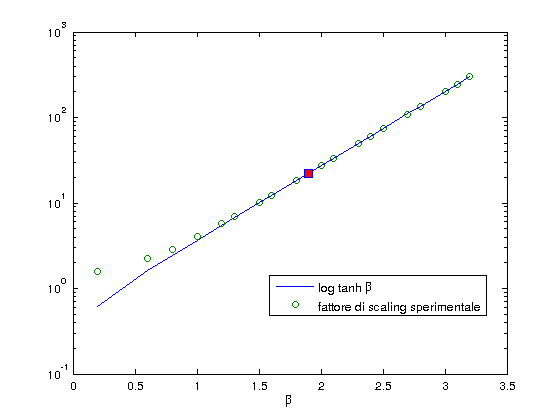 10³
10²
10¹
10⁰
10⁻¹
log tanh β
fattore di scaling sperimentale
0 0.5 1 1.5 2 2.5 3 3.5
β